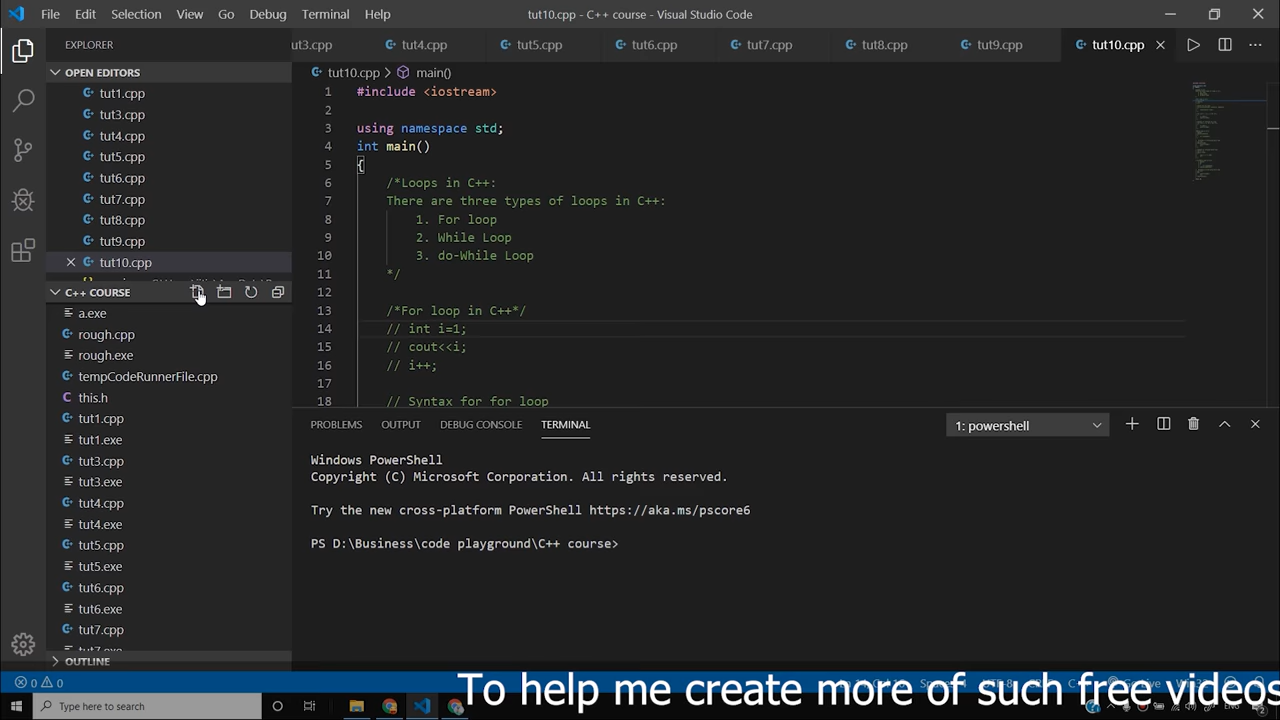 File Edit Selection View Go Debug Terminal Help
tut10.cpp - C++ course - Visual Studio Code
EXPLORER
ut3.cpp tut4.cpp tut5.cpp tut6.cpp tut7.cpp tut8.cpp tut9.cpp tut10.cpp
OPEN EDITORS
tut1.cpp
tut3.cpp
tut4.cpp
tut5.cpp
tut6.cpp
tut7.cpp
tut8.cpp
tut9.cpp
tut10.cpp
C++ COURSE
a.exe
rough.cpp
rough.exe
tempCodeRunnerFile.cpp
this.h
tut1.cpp
tut1.exe
tut3.cpp
tut3.exe
tut4.cpp
tut4.exe
tut5.cpp
tut5.exe
tut6.cpp
tut6.exe
tut7.cpp
OUTLINE
tut10.cpp > main()
1 #include <iostream>
2
3 using namespace std;
4 int main()
5 {
6 /*Loops in C++:
7 There are three types of loops in C++:
8 1. For loop
9 2. While Loop
10 3. do-While Loop
11 */
12
13 /*For loop in C++*/
14 // int i=1;
15 // cout<<i;
16 // i++;
17
18 // Syntax for for loop
PROBLEMS OUTPUT DEBUG CONSOLE TERMINAL 1: powershell
Windows PowerShell
Copyright (C) Microsoft Corporation. All rights reserved.
Try the new cross-platform PowerShell https://aka.ms/pscore6
PS D:\Business\code playground\C++ course>
0 0
To help me create more of such free videos
Type here to search